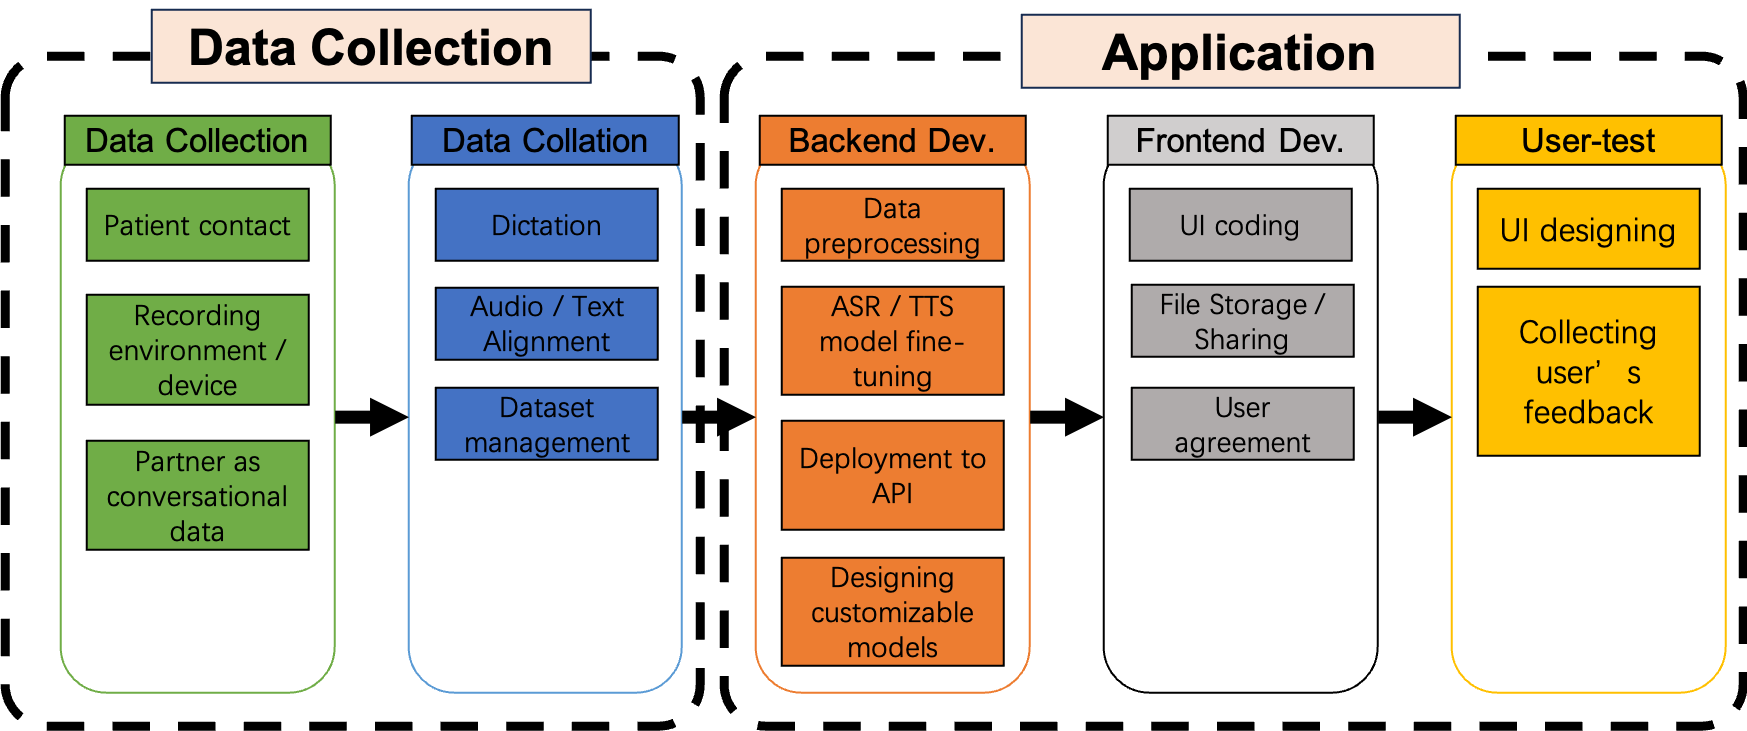 Data Collection
Application
Data Collection
Patient contact
Recording
environment /
device
Partner as
conversational
data
Data Collation
Dictation
Audio / Text
Alignment
Dataset
management
Backend Dev.
Data
preprocessing
ASR / TTS
model fine-
tuning
Deployment to
API
Designing
customizable
models
Frontend Dev.
UI coding
File Storage /
Sharing
User
agreement
User-test
UI designing
Collecting
user’ s
feedback